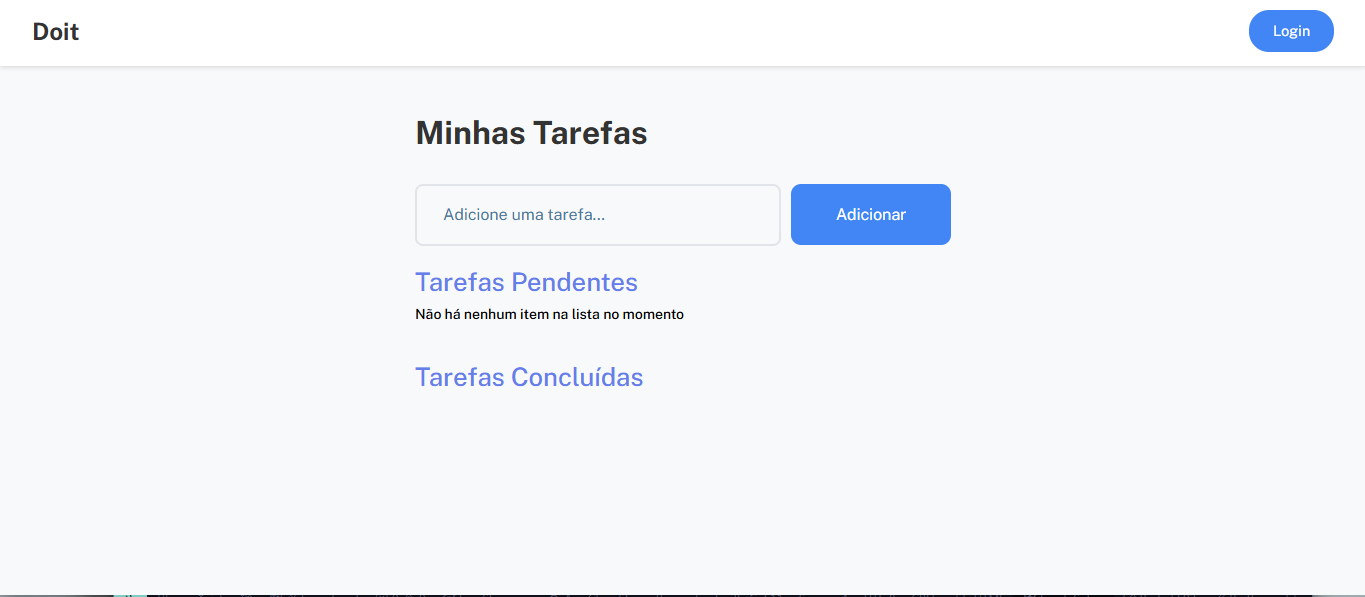 Doit
Login
Minhas Tarefas
Adicione uma tarefa...
Adicionar
Tarefas Pendentes
Não há nenhum item na lista no momento
Tarefas Concluídas